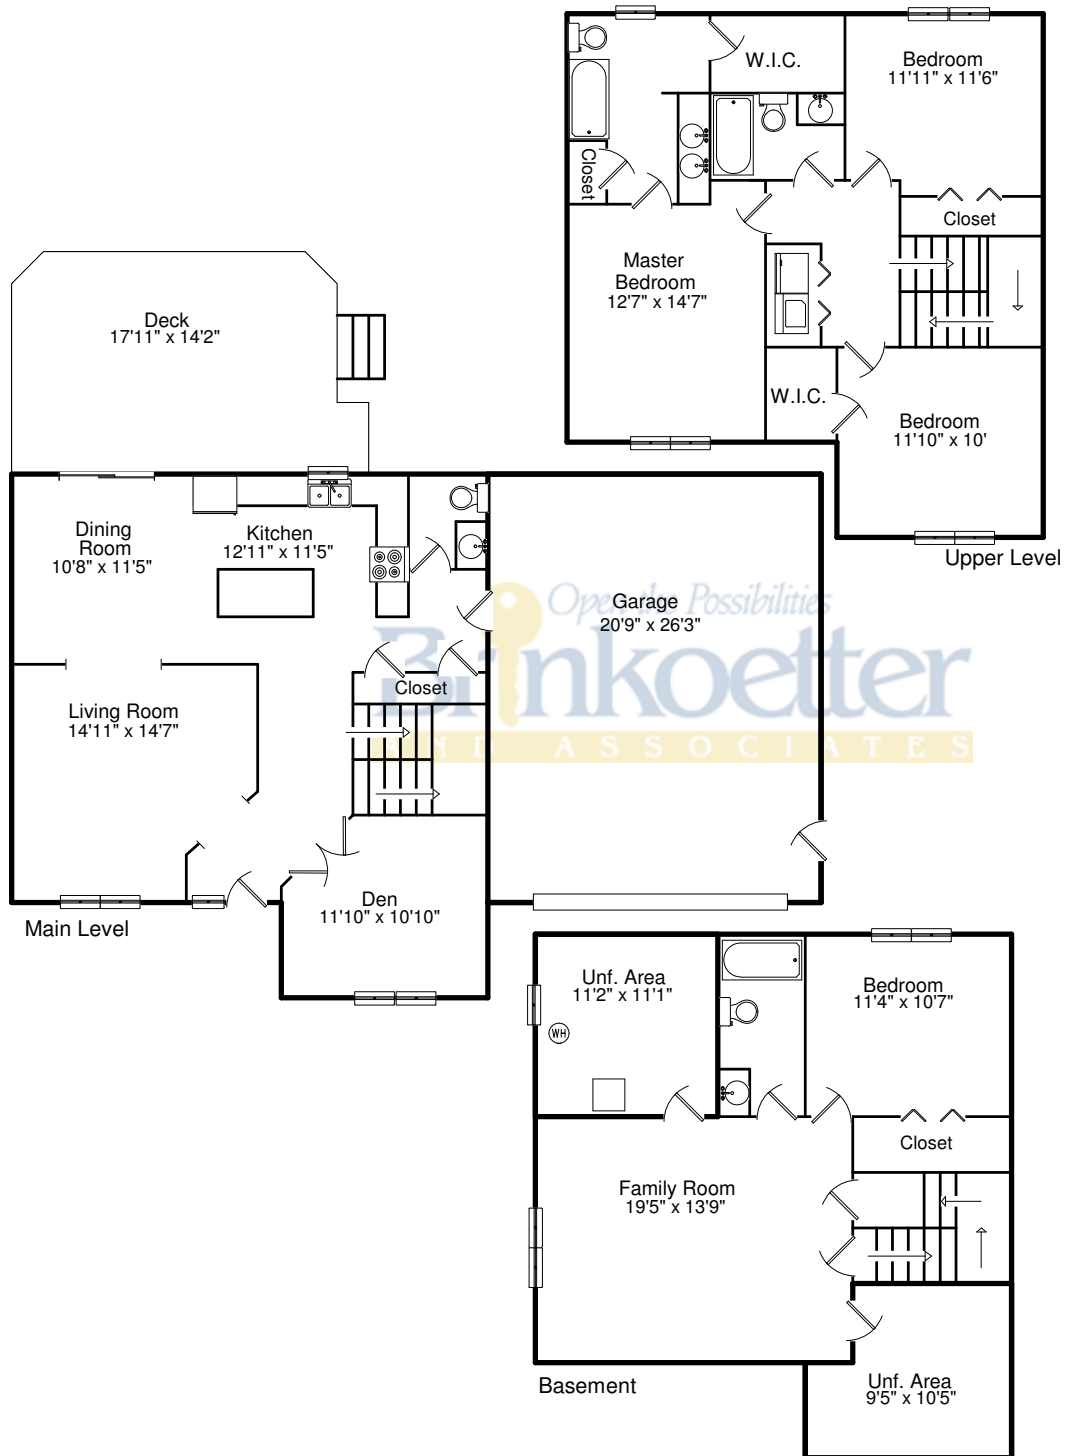 W.I.C.
Bedroom
11'11" x 11'6"
Closet
Closet
Master
Bedroom
12'7" x 14'7"
W.I.C.
Bedroom
11'10" x 10'
Upper Level
Deck
17'11" x 14'2"
Dining
Room
10'8" x 11'5"
Kitchen
12'11" x 11'5"
Garage
20'9" x 26'3"
Open the Possibilities
Brinkoetter
AND ASSOCIATES
Closet
Living Room
14'11" x 14'7"
Den
11'10" x 10'10"
Main Level
Unf. Area
11'2" x 11'1"
WH
Bedroom
11'4" x 10'7"
Closet
Family Room
19'5" x 13'9"
Basement
Unf. Area
9'5" x 10'5"